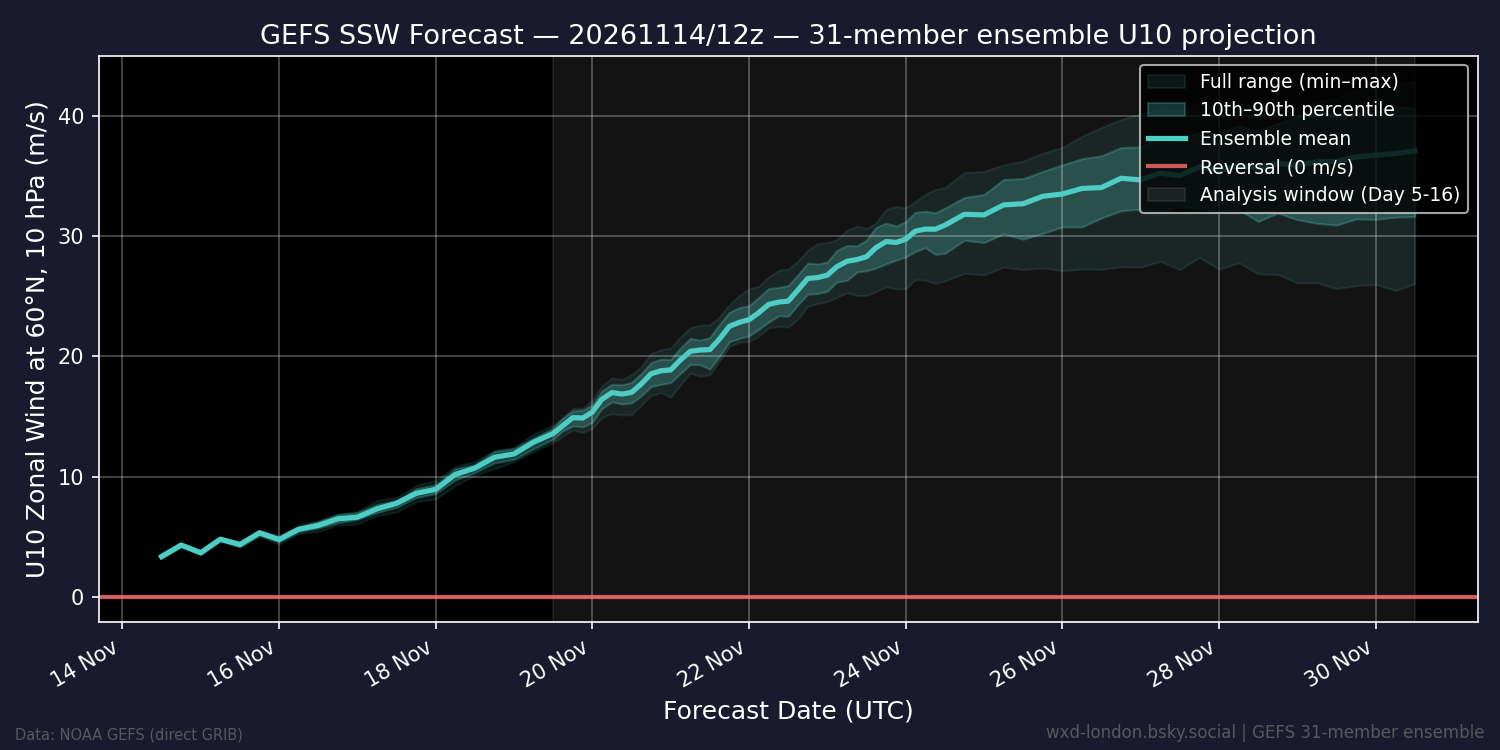 GEFS SSW Forecast — 20261114/12z — 31-member ensemble U10 projection
U10 Zonal Wind at 60°N, 10 hPa (m/s)
40
30
20
10
0
Full range (min–max)
10th–90th percentile
Ensemble mean
Reversal (0 m/s)
Analysis window (Day 5-16)
14 Nov
16 Nov
18 Nov
20 Nov
22 Nov
24 Nov
26 Nov
28 Nov
30 Nov
Forecast Date (UTC)
Data: NOAA GEFS (direct GRIB)
wxd-london.bsky.social | GEFS 31-member ensemble